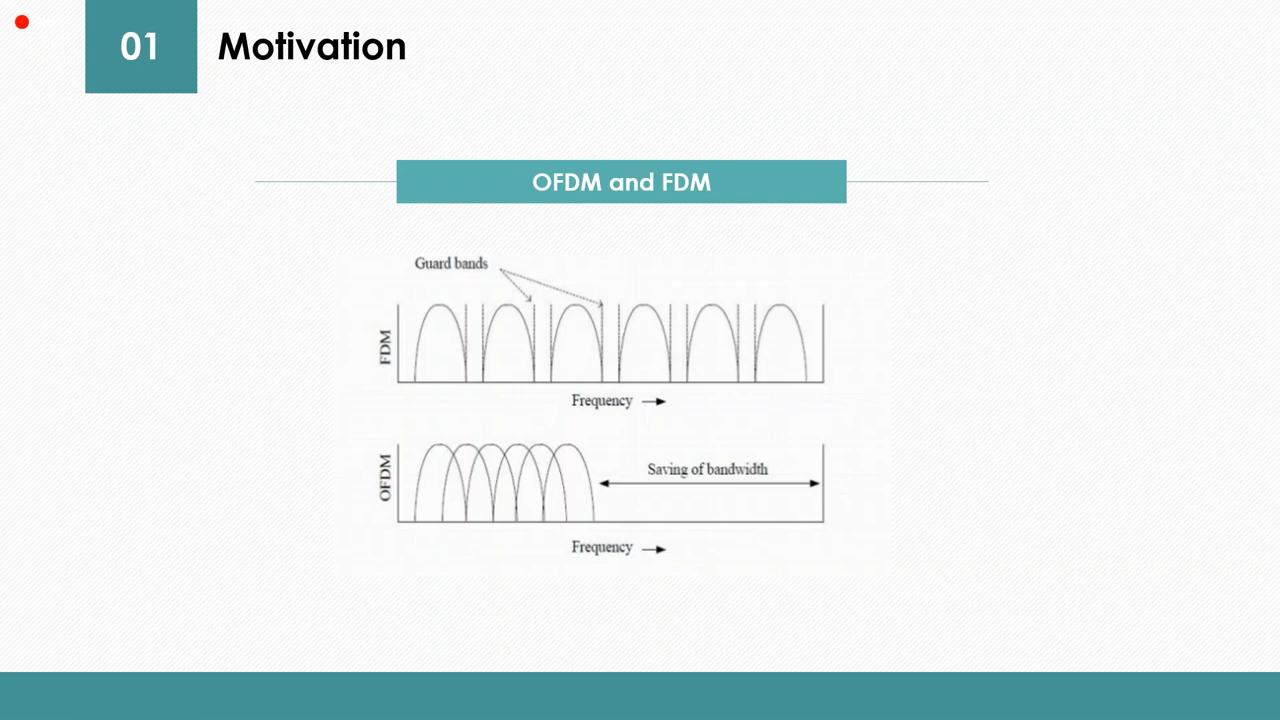 01 Motivation
OFDM and FDM
Guard bands
FDM
Frequency
OFDM
Saving of bandwidth
Frequency